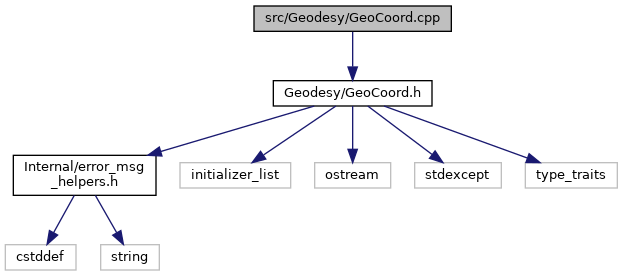 src/Geodesy/GeoCoord.cpp
Geodesy/GeoCoord.h
Internal/error_msg
_helpers.h
initializer_list
ostream
stdexcept
type_traits
cstddef
string